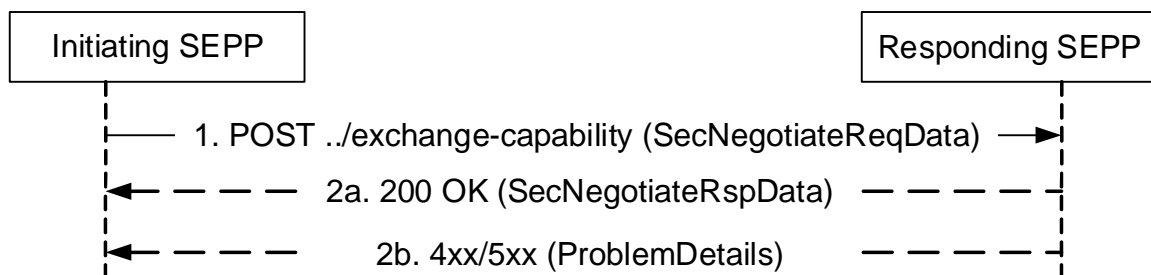 Initiating SEPP
Responding SEPP
1. POST ../exchange-capability (SecNegotiateReqData)
2a. 200 OK (SecNegotiateRspData)
2b. 4xx/5xx (ProblemDetails)